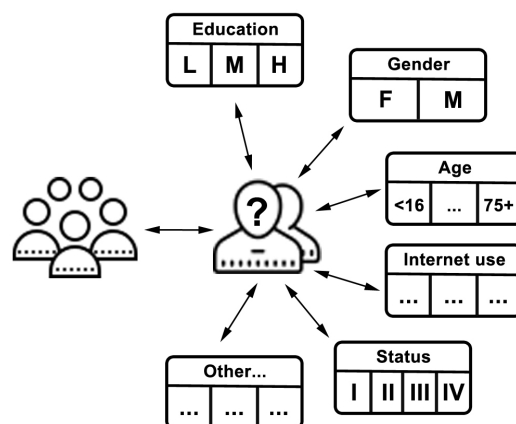 Education
L M H
Gender
F M
Age
<16 ... 75+
?
Internet use
... ... ...
Status
I II III IV
Other...
... ... ...